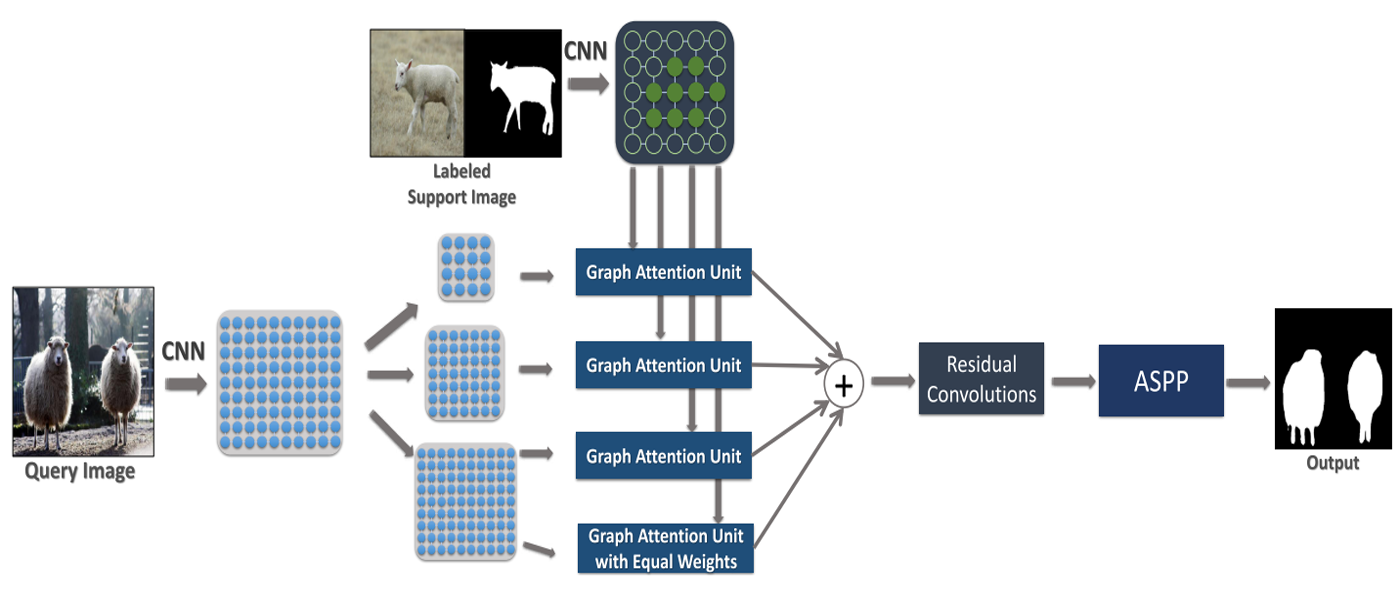 CNN
Labeled
Support Image
Graph Attention Unit
CNN
Query Image
Graph Attention Unit
Graph Attention Unit
Graph Attention Unit
with Equal Weights
+
Residual
Convolutions
ASPP
Output